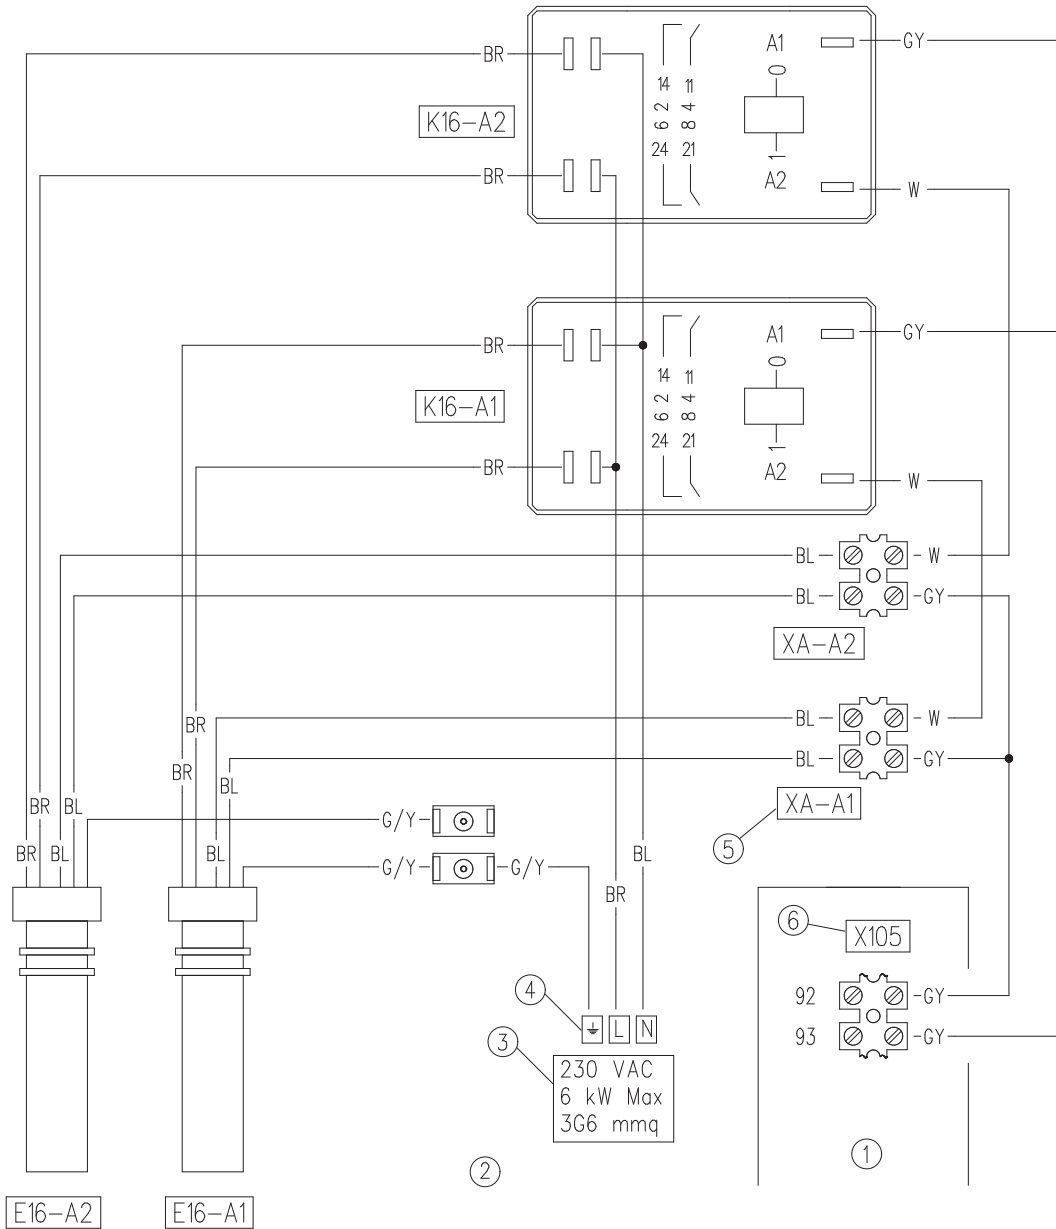 BR
A1
GY
0
14 11
2 4
K16-A2
6 8
24 21
1
BR
A2
W
A1
GY
BR
0
14 11
2 4
K16-A1
6 8
24 21
1
BR
A2
W
BL
W
BL
GY
XA-A2
BR
BL
W
BL
GY
BR
BL
BR
BL
XA-A1
G/Y
5
BR
BL
BL
BL
G/Y
G/Y
BR
6
X105
4
92
GY
L
N
3
93
GY
230 VAC
6 kW Max
3G6 mmq
1
2
E16-A2
E16-A1